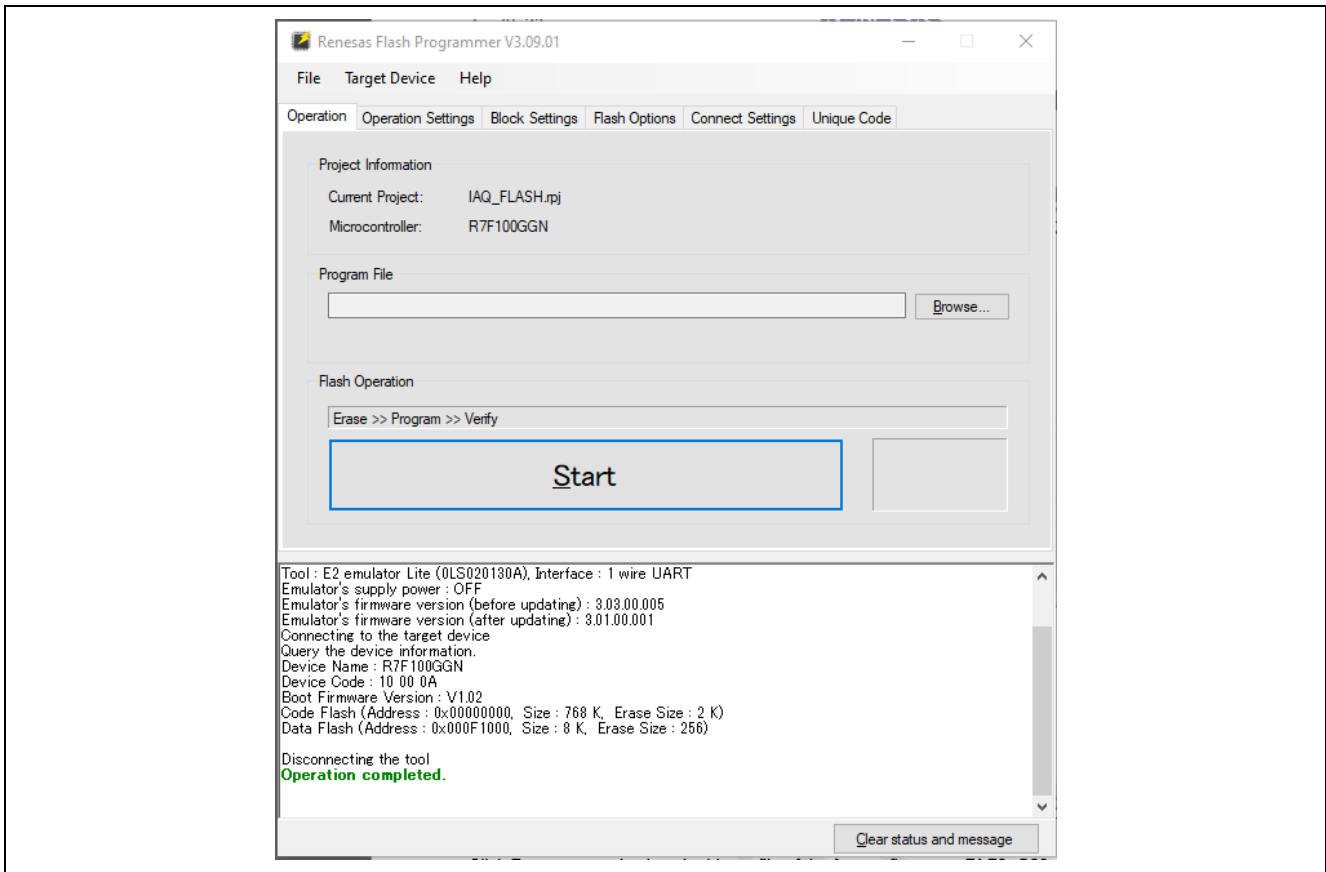 Renesas Flash Programmer V3.09.01
File Target Device Help
Operation Operation Settings Block Settings Flash Options Connect Settings Unique Code
Project Information
Current Project: IAQ_FLASH.rpj
Microcontroller: R7F100GGN
Program File
Browse...
Flash Operation
Erase >> Program >> Verify
Start
Tool : E2 emulator Lite (0LS020130A), Interface : 1 wire UART
Emulator's supply power : OFF
Emulator's firmware version (before updating) : 3.03.00.005
Emulator's firmware version (after updating) : 3.01.00.001
Connecting to the target device
Query the device information.
Device Name : R7F100GGN
Device Code : 10 00 0A
Boot Firmware Version : V1.02
Code Flash (Address : 0x00000000, Size : 768 K, Erase Size : 2 K)
Data Flash (Address : 0x000F1000, Size : 8 K, Erase Size : 256)
Disconnecting the tool
Operation completed.
Clear status and message